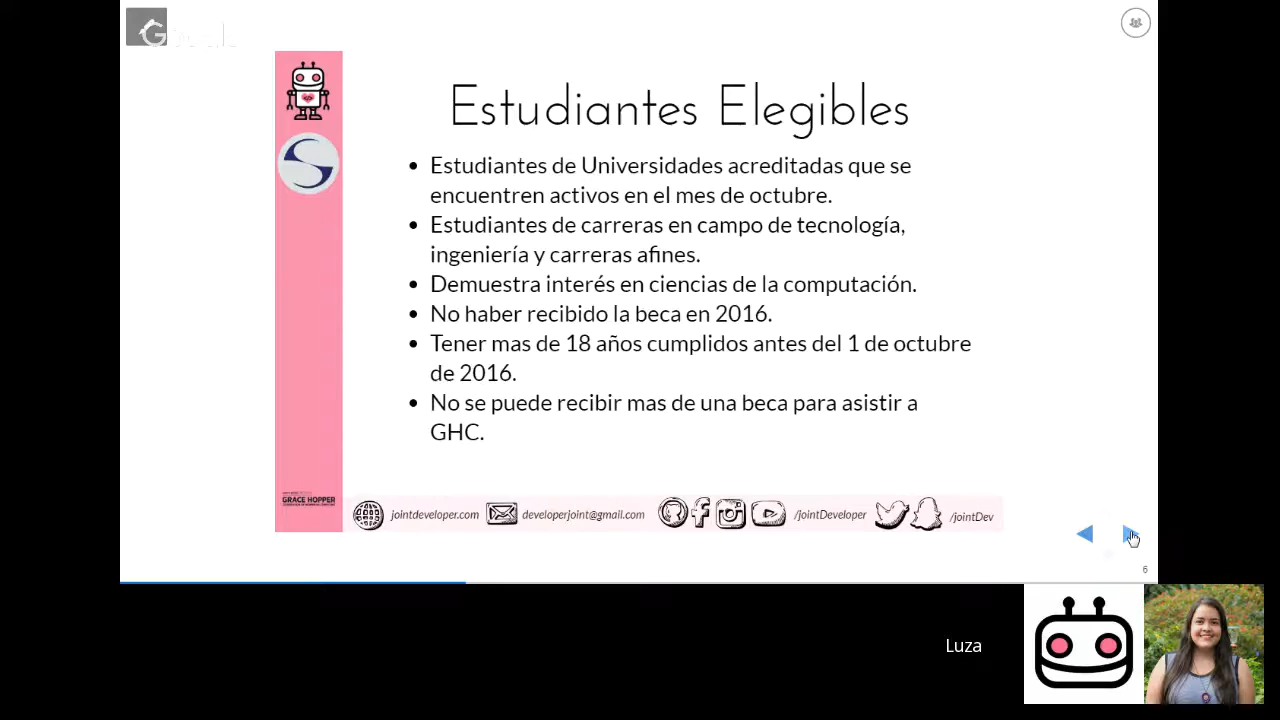 Estudiantes Elegibles
• Estudiantes de Universidades acreditadas que se
encuentren activos en el mes de octubre.
• Estudiantes de carreras en campo de tecnología,
ingeniería y carreras afines.
• Demuestra interés en ciencias de la computación.
• No haber recibido la beca en 2016.
• Tener mas de 18 años cumplidos antes del 1 de octubre
de 2016.
• No se puede recibir mas de una beca para asistir a
GHC.
GRACE HOPPER
jointdeveloper.com developerjoint@gmail.com /jointDeveloper /jointDev
6
Luza